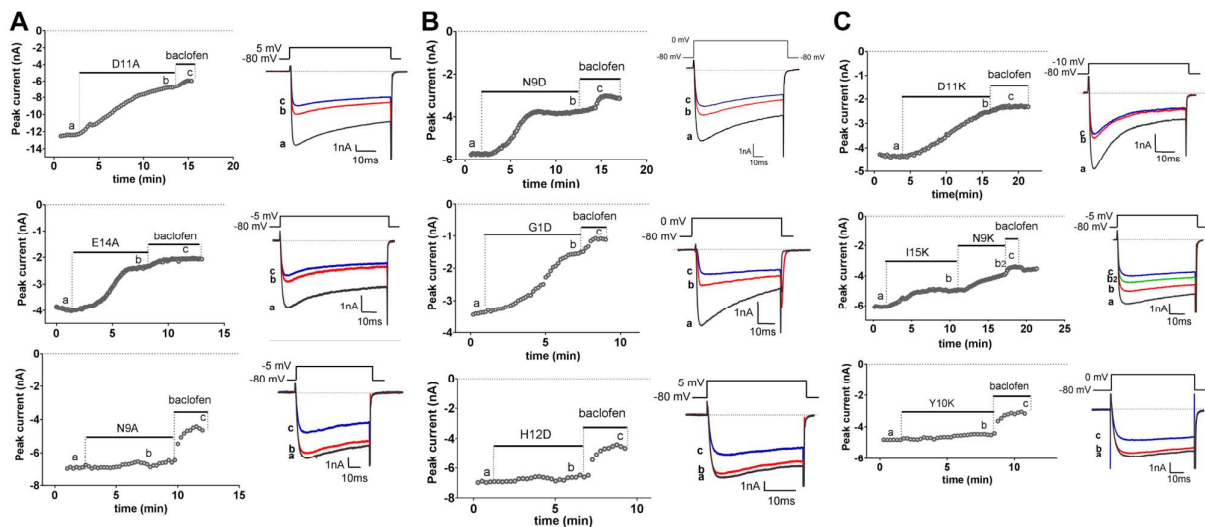 A
Peak current (nA)
0
-2
-4
-6
-8
-10
-12
-14
D11A
baclofen
a
b
c
0 5 10 15 20
time (min)
5 mV
-80 mV
c
b
a
1nA
10ms
Peak current (nA)
0
-1
-2
-3
-4
E14A
baclofen
a
b
c
0 5 10 15
time (min)
-5 mV
-80 mV
c
b
a
1nA
10ms
Peak current (nA)
0
-2
-4
-6
-8
N9A
baclofen
a
b
c
0 5 10 15
time (min)
-5 mV
-80 mV
c
b
a
1nA
10ms
B
Peak current (nA)
0
-2
-4
-6
N9D
baclofen
a
b
c
0 5 10 15 20
time (min)
0 mV
-80 mV
-80 mV
c
b
a
1nA
10ms
Peak current (nA)
0
-1
-2
-3
-4
G1D
baclofen
a
b
c
0 5 10
time (min)
0 mV
-80 mV
c
b
a
1nA
10ms
Peak current (nA)
0
-2
-4
-6
-8
H12D
baclofen
a
b
c
0 5 10
time (min)
5 mV
-80 mV
c
b
a
1nA
10ms
C
Peak current (nA)
0
-1
-2
-3
-4
-5
D11K
baclofen
a
b
c
0 5 10 15 20 25
time(min)
-10 mV
-80 mV
c
b
a
1nA
10ms
Peak current (nA)
0
-2
-4
-6
I15K
N9K
baclofen
a
b
b2
c
0 5 10 15 20 25
time (min)
-5 mV
-80 mV
c
b2
b
a
1nA
10ms
Peak current (nA)
0
-2
-4
-6
-8
Y10K
baclofen
a
b
c
0 5 10
time (min)
0 mV
-80 mV
c
b
a
1nA
10ms